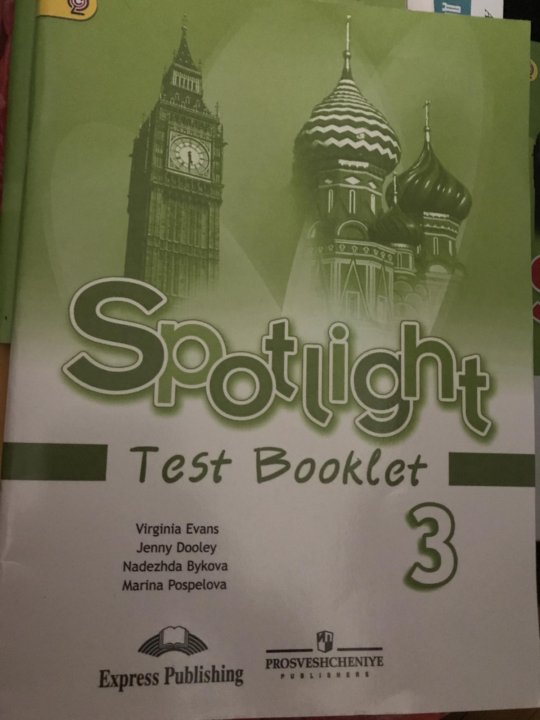 Spotlight
Test Booklet
3
Virginia Evans
Jenny Dooley
Nadezhda Bykova
Marina Pospelova
Express Publishing
PROSVESHCHENIYE
PUBLISHERS